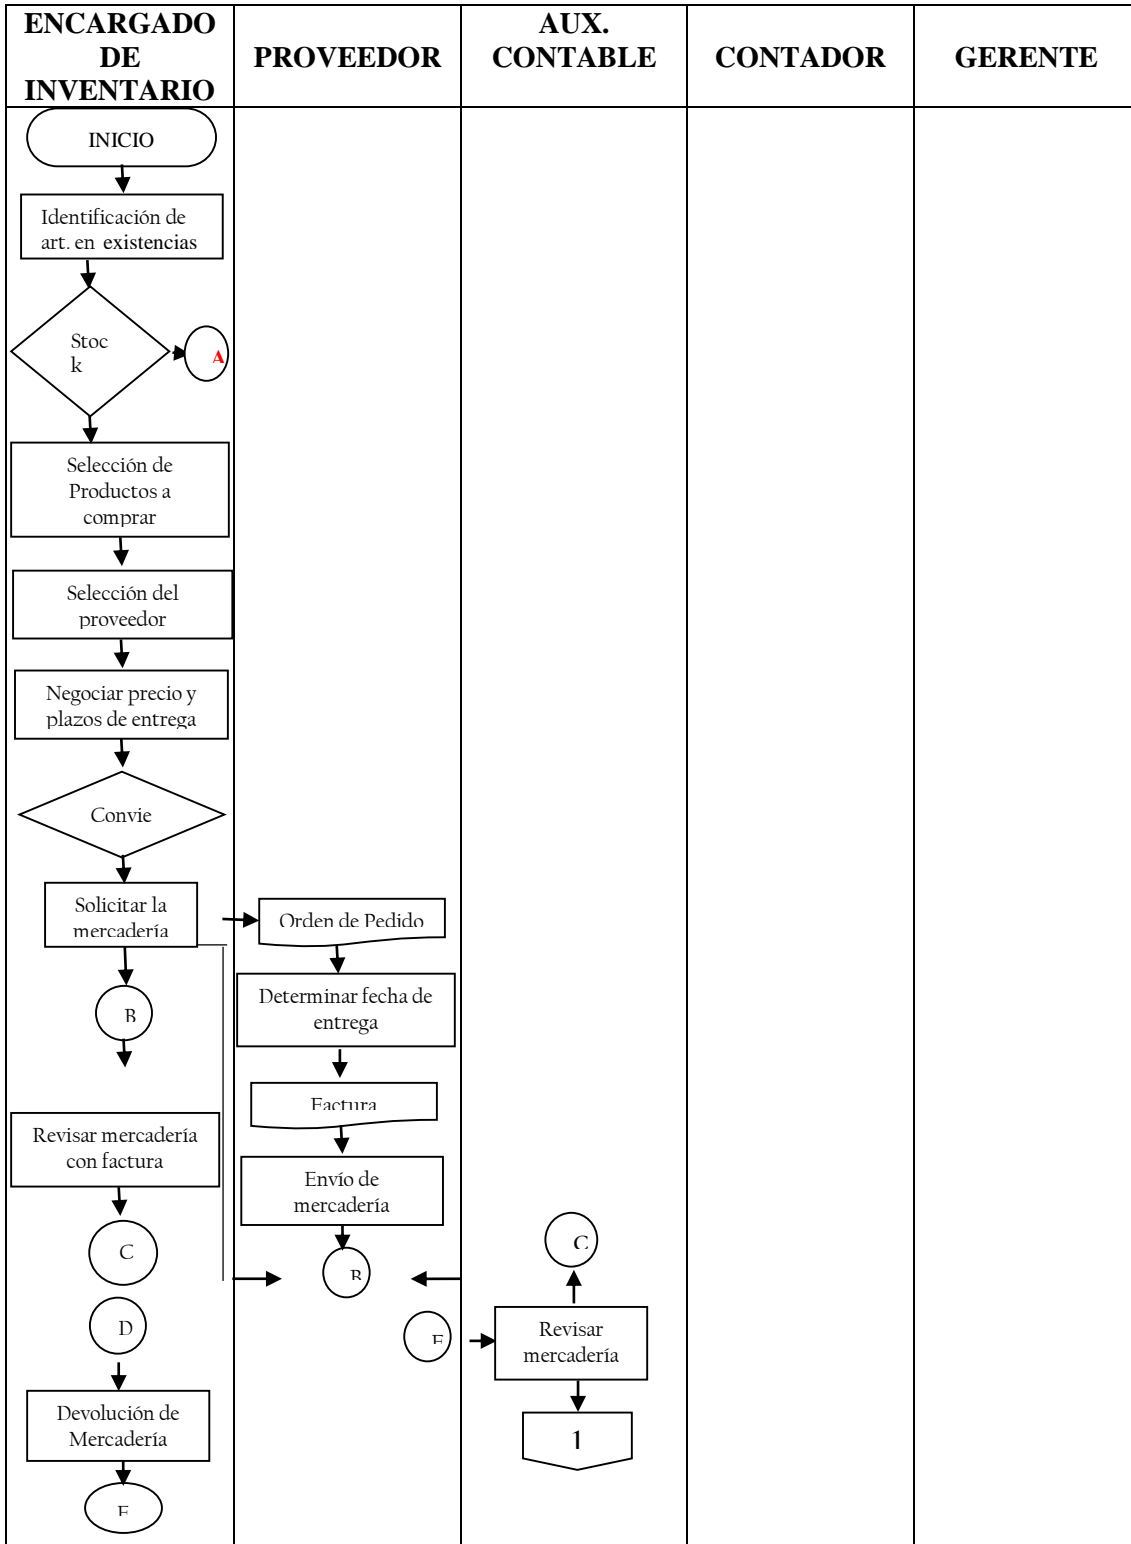 ENCARGADO
DE
INVENTARIO
PROVEEDOR
AUX.
CONTABLE
CONTADOR
GERENTE
INICIO
Identificación de
art. en existencias
Stoc
k
A
Selección de
Productos a
comprar
Selección del
proveedor
Negociar precio y
plazos de entrega
Convie
Solicitar la
mercadería
Orden de Pedido
B
Determinar fecha de
entrega
Factura
Revisar mercadería
con factura
Envío de
mercadería
C
B
C
D
Revisar
mercadería
Devolución de
Mercadería
1